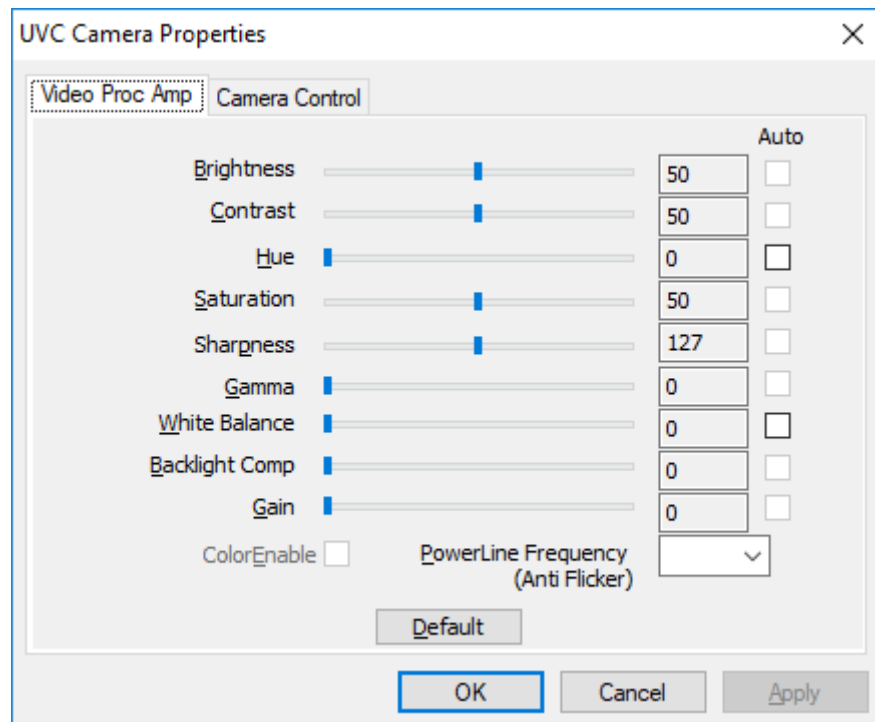 UVC Camera Properties
Video Proc Amp Camera Control
Auto
Brightness 50
Contrast 50
Hue 0
Saturation 50
Sharpness 127
Gamma 0
White Balance 0
Backlight Comp 0
Gain 0
ColorEnable PowerLine Frequency
(Anti Flicker)
Default
OK Cancel Apply